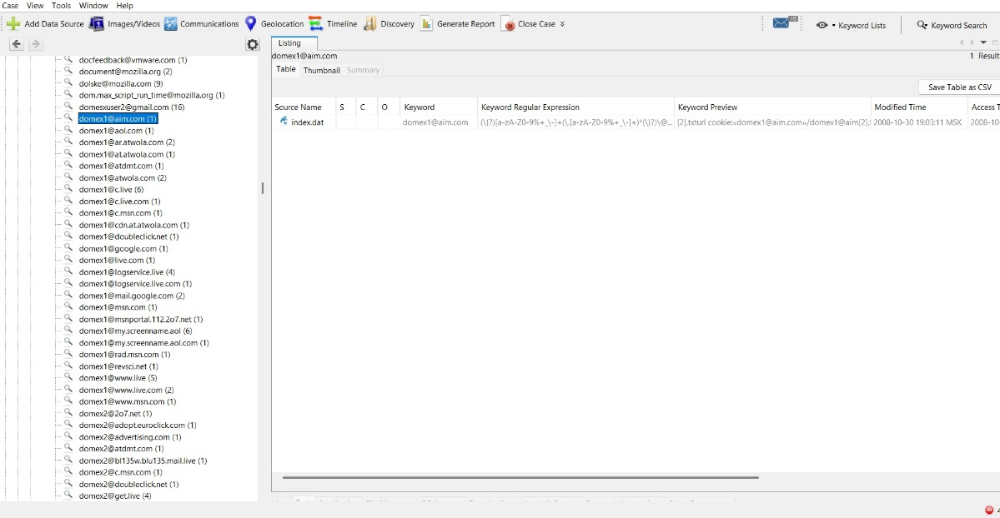 Case View Tools Window Help
Add Data Source Images/Videos Communications Geolocation Timeline Discovery Generate Report Close Case Keyword Lists Keyword Search
Listing
domex1@aim.com 1 Result
Table Thumbnail Summary
Save Table as CSV
Source Name S C O Keyword Keyword Regular Expression Keyword Preview Modified Time Access T
index.dat domex1@aim.com (\{?)[a-zA-Z0-9%+_\-]+(\.[a-zA-Z0-9%+_\-]+)*(\}?)\@... [2].txturl cookie:«domex1@aim.com«/domex1@aim[2]. 2008-10-30 19:03:11 MSK 2008-10
docfeedback@vmware.com (1)
document@mozilla.org (2)
dolske@mozilla.com (9)
dom.max_script_run_time@mozilla.org (1)
domesxuser2@gmail.com (16)
domex1@aim.com (1)
domex1@aol.com (1)
domex1@ar.atwola.com (2)
domex1@at.atwola.com (1)
domex1@atdmt.com (1)
domex1@atwola.com (2)
domex1@c.live (6)
domex1@c.live.com (1)
domex1@c.msn.com (1)
domex1@cdn.at.atwola.com (1)
domex1@doubleclick.net (1)
domex1@google.com (1)
domex1@live.com (1)
domex1@logservice.live (4)
domex1@logservice.live.com (1)
domex1@mail.google.com (2)
domex1@msn.com (1)
domex1@msnportal.112.2o7.net (1)
domex1@my.screenname.aol (6)
domex1@my.screenname.aol.com (1)
domex1@rad.msn.com (1)
domex1@revsci.net (1)
domex1@www.live (5)
domex1@www.live.com (2)
domex1@www.msn.com (1)
domex2@2o7.net (1)
domex2@adopt.euroclick.com (1)
domex2@advertising.com (1)
domex2@atdmt.com (1)
domex2@bl135w.blu135.mail.live (1)
domex2@c.msn.com (1)
domex2@doubleclick.net (1)
domex2@get.live (4)